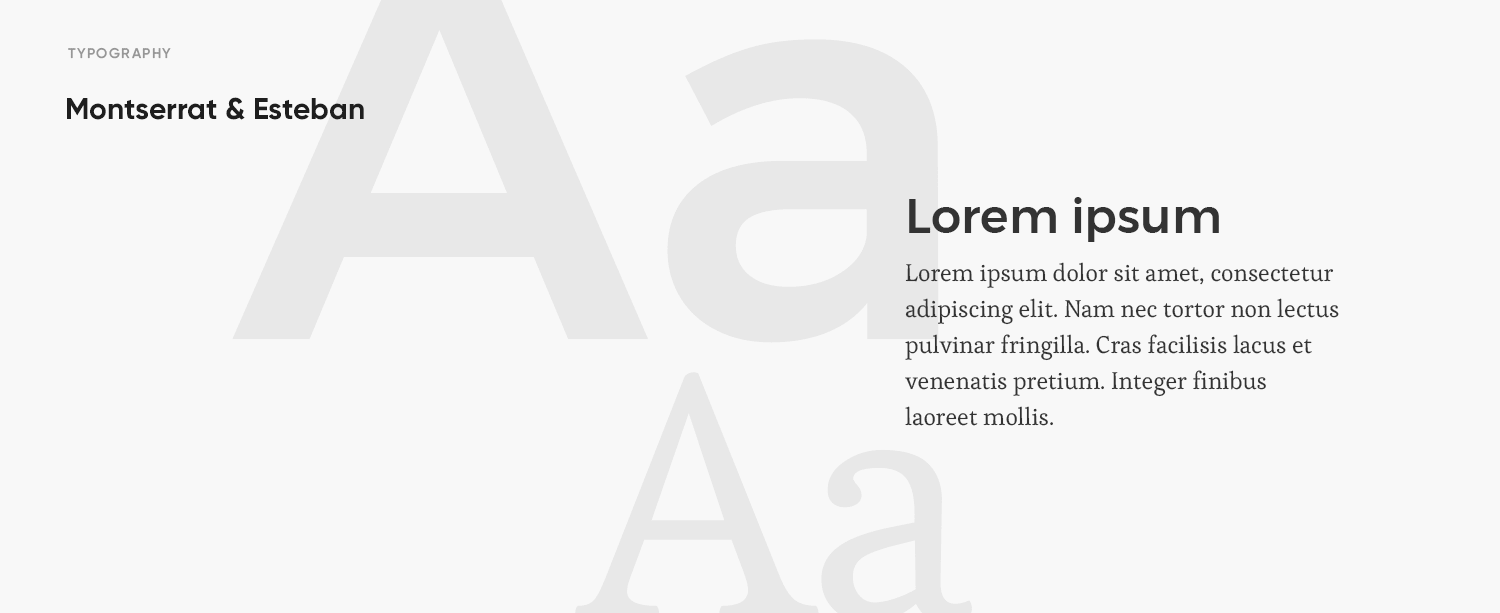 TYPOGRAPHY
Montserrat & Esteban
Aa
Lorem ipsum
Lorem ipsum dolor sit amet, consectetur
adipiscing elit. Nam nec tortor non lectus
pulvinar fringilla. Cras facilisis lacus et
venenatis pretium. Integer finibus
laoreet mollis.
Aa